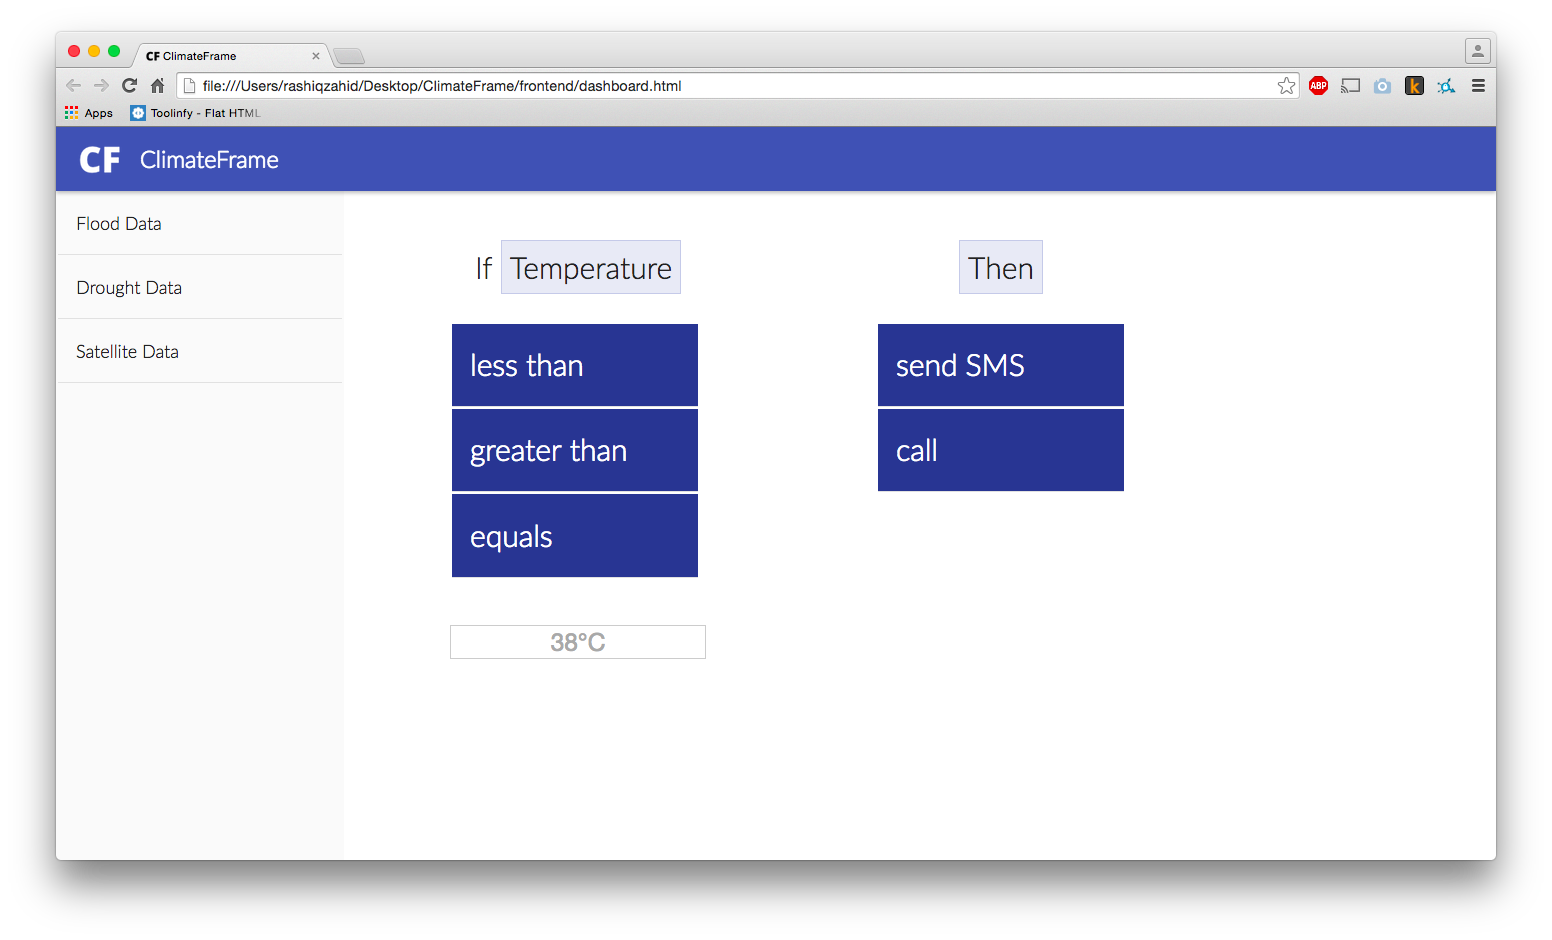 CF ClimateFrame
file:///Users/rashiqzahid/Desktop/ClimateFrame/frontend/dashboard.html
ABP
k
Apps
Toolinfy - Flat HTML
CF ClimateFrame
Flood Data
Drought Data
Satellite Data
If Temperature
less than
greater than
equals
38°C
Then
send SMS
call